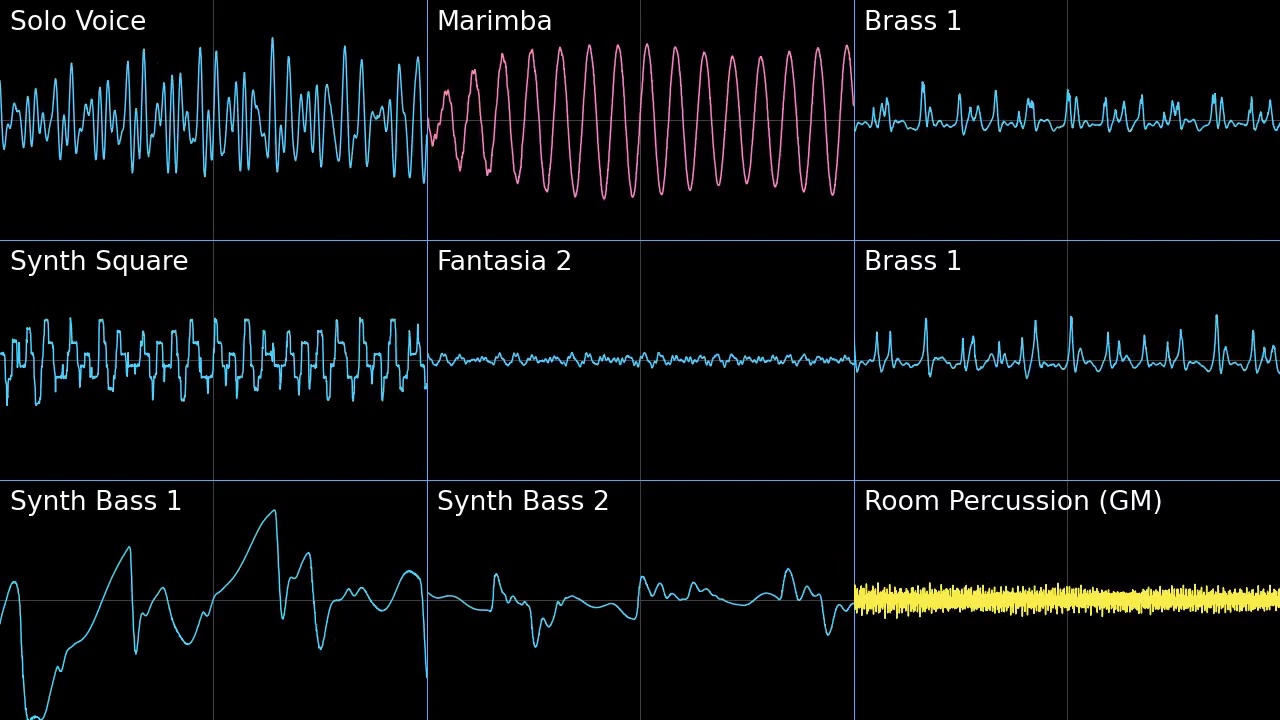 Solo Voice
Marimba
Brass 1
Synth Square
Fantasia 2
Brass 1
Synth Bass 1
Synth Bass 2
Room Percussion (GM)